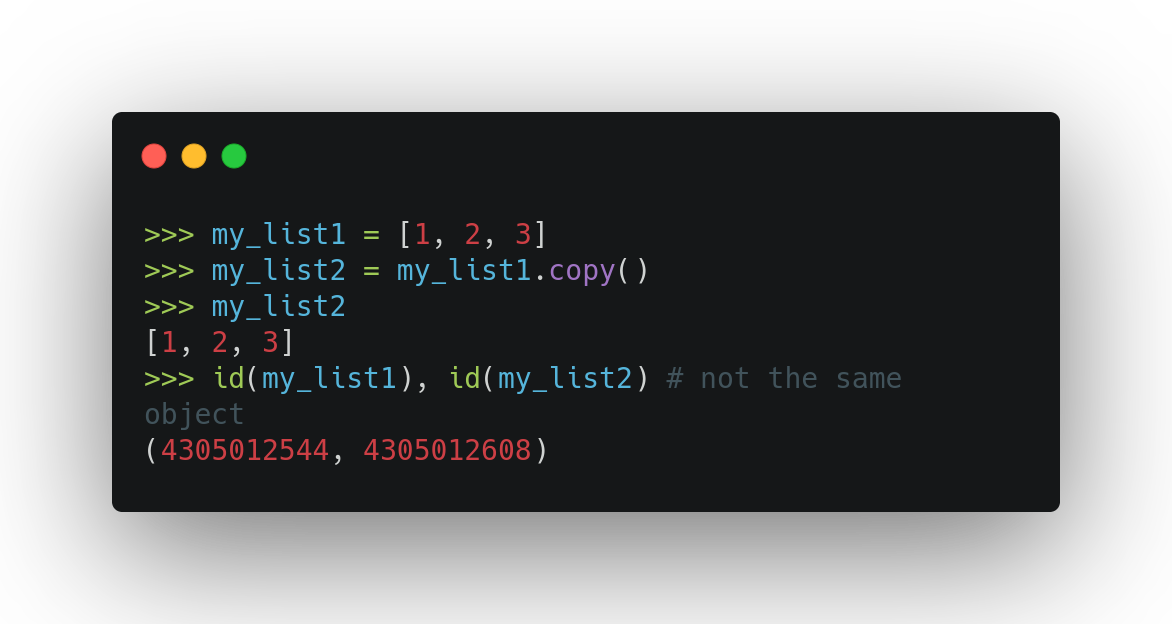 >>> my_list1 = [1, 2, 3]
>>> my_list2 = my_list1.copy()
>>> my_list2
[1, 2, 3]
>>> id(my_list1), id(my_list2) # not the same
object
(4305012544, 4305012608)